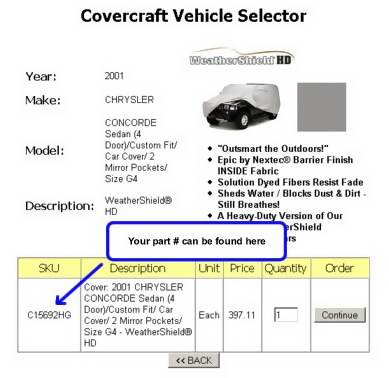 Covercraft Vehicle Selector
WeatherShield HD
Year: 2001
Make: CHRYSLER
Model: CONCORDE
Sedan (4
Door)/Custom Fit/
Car Cover/ 2
Mirror Pockets/
Size G4
Description: WeatherShield®
HD
"Outsmart the Outdoors!"
Epic by Nextec® Barrier Finish
INSIDE Fabric
Solution Dyed Fibers Resist Fade
Sheds Water / Blocks Dust & Dirt -
Still Breathes!
A Heavy-Duty Version of Our
Your part # can be found here
SKU Description Unit Price Quantity Order
C15692HG Cover: 2001 CHRYSLER
CONCORDE Sedan (4
Door)/Custom Fit/ Car
Cover/ 2 Mirror Pockets/
Size G4 - WeatherShield®
HD
Each 397.11 1 Continue
<< BACK